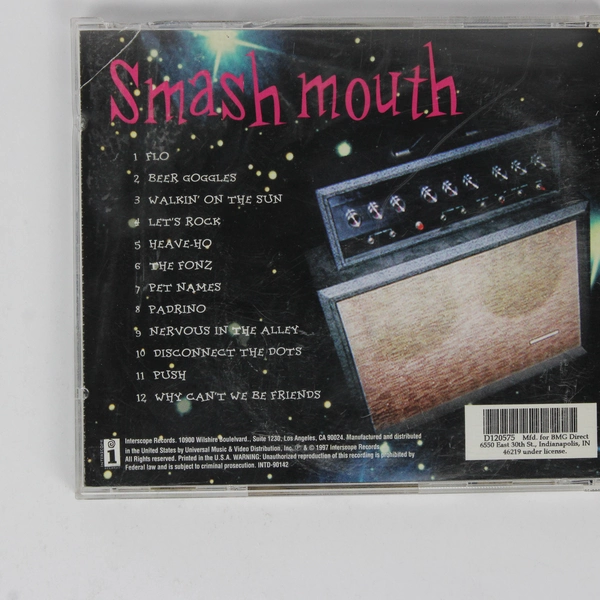 Smash mouth
1 FLO
2 BEER GOGGLES
3 WALKIN' ON THE SUN
4 LET'S ROCK
5 HEAVE-HO
6 THE FONZ
7 PET NAMES
8 PADRINO
9 NERVOUS IN THE ALLEY
10 DISCONNECT THE DOTS
11 PUSH
12 WHY CAN'T WE BE FRIENDS
Interscope Records. 10900 Wilshire Boulelvard., Suite 1230, Los Angeles, CA 90024. Manufactured and distributed
in the United States by Universal Music & Video Distribution, Inc. ℗ & © 1997 Interscope Records.
All Rights reserved. Printed in the U.S.A. WARNING: Unauthorized reproduction of this recording is prohibited by
Federal law and is subject to criminal prosecution. INTD-90142
i
D120575 Mfd. for BMG Direct
6550 East 30th St., Indianapolis, IN
46219 under license.